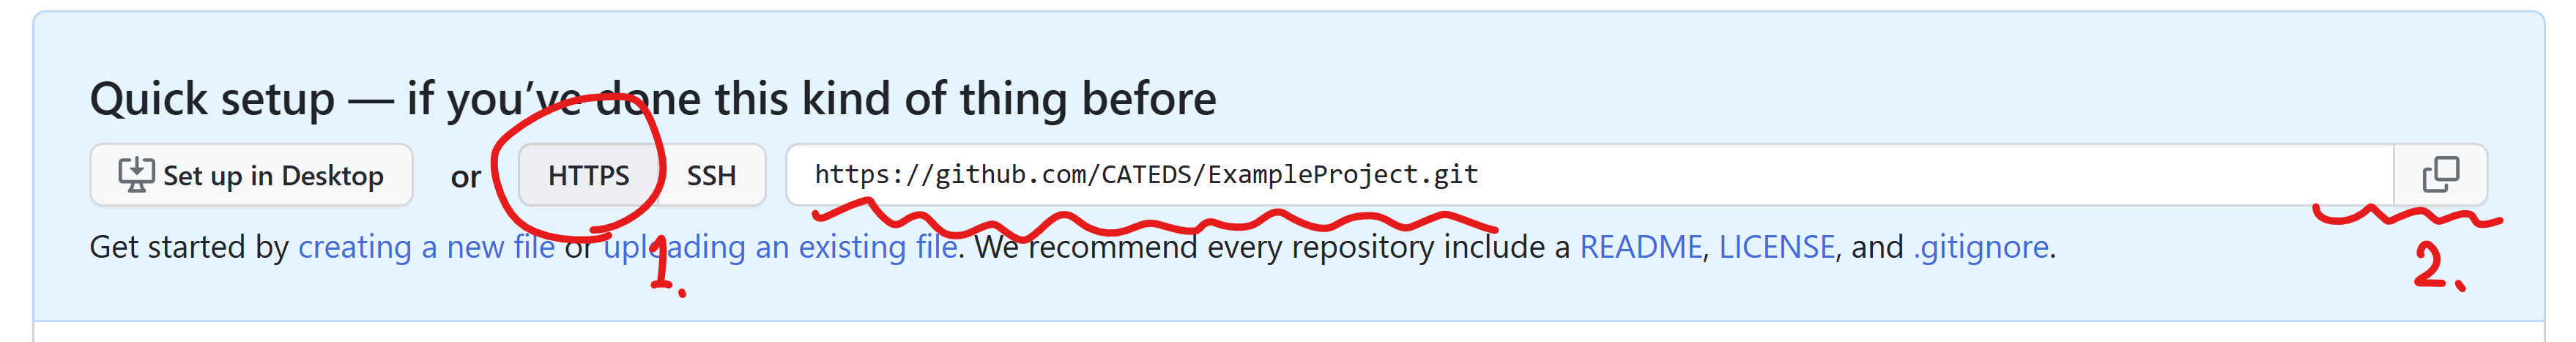 Quick setup — if you’ve done this kind of thing before
Set up in Desktop or HTTPS SSH https://github.com/CATEDS/ExampleProject.git
Get started by creating a new file or uploading an existing file. We recommend every repository include a README, LICENSE, and .gitignore.
1. 2.